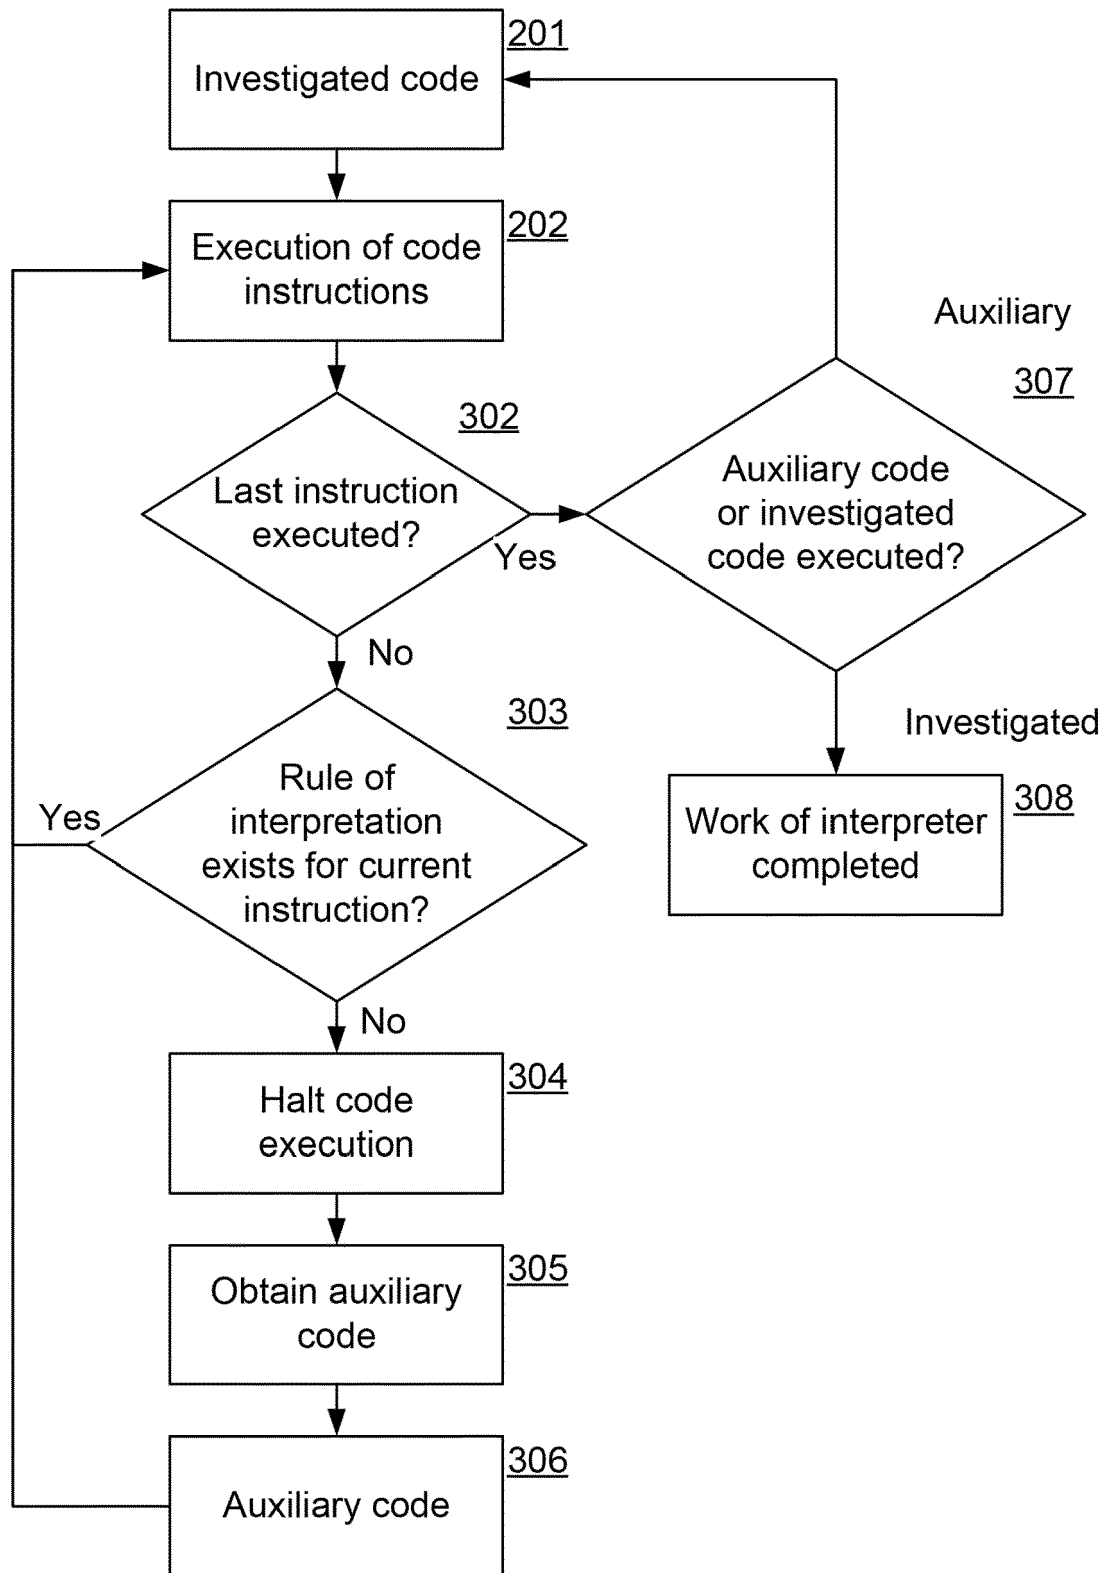 201
Investigated code
202
Execution of code
instructions
Auxiliary
307
302
Last instruction
executed?
Yes
Auxiliary code
or investigated
code executed?
No
303
Investigated
Rule of
interpretation
exists for current
instruction?
Yes
308
Work of interpreter
completed
No
304
Halt code
execution
305
Obtain auxiliary
code
306
Auxiliary code